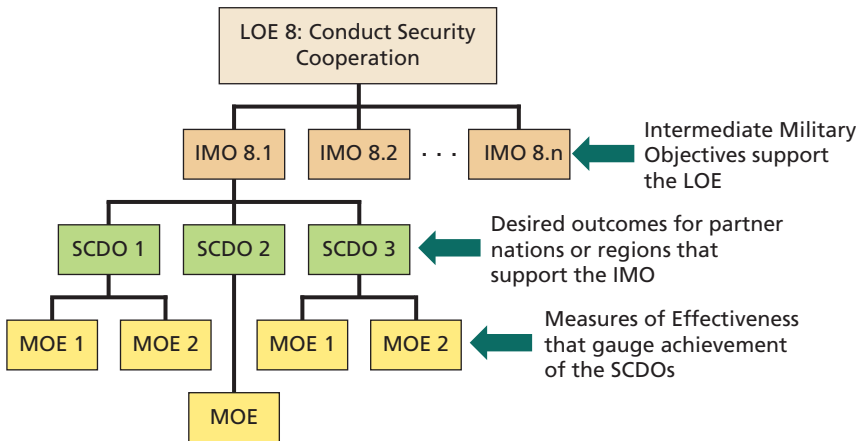 LOE 8: Conduct Security
Cooperation
IMO 8.1
IMO 8.2
. . .
IMO 8.n
Intermediate Military
Objectives support
the LOE
SCDO 1
SCDO 2
SCDO 3
Desired outcomes for partner
nations or regions that
support the IMO
MOE 1
MOE 2
MOE 1
MOE 2
Measures of Effectiveness
that gauge achievement
of the SCDOs
MOE